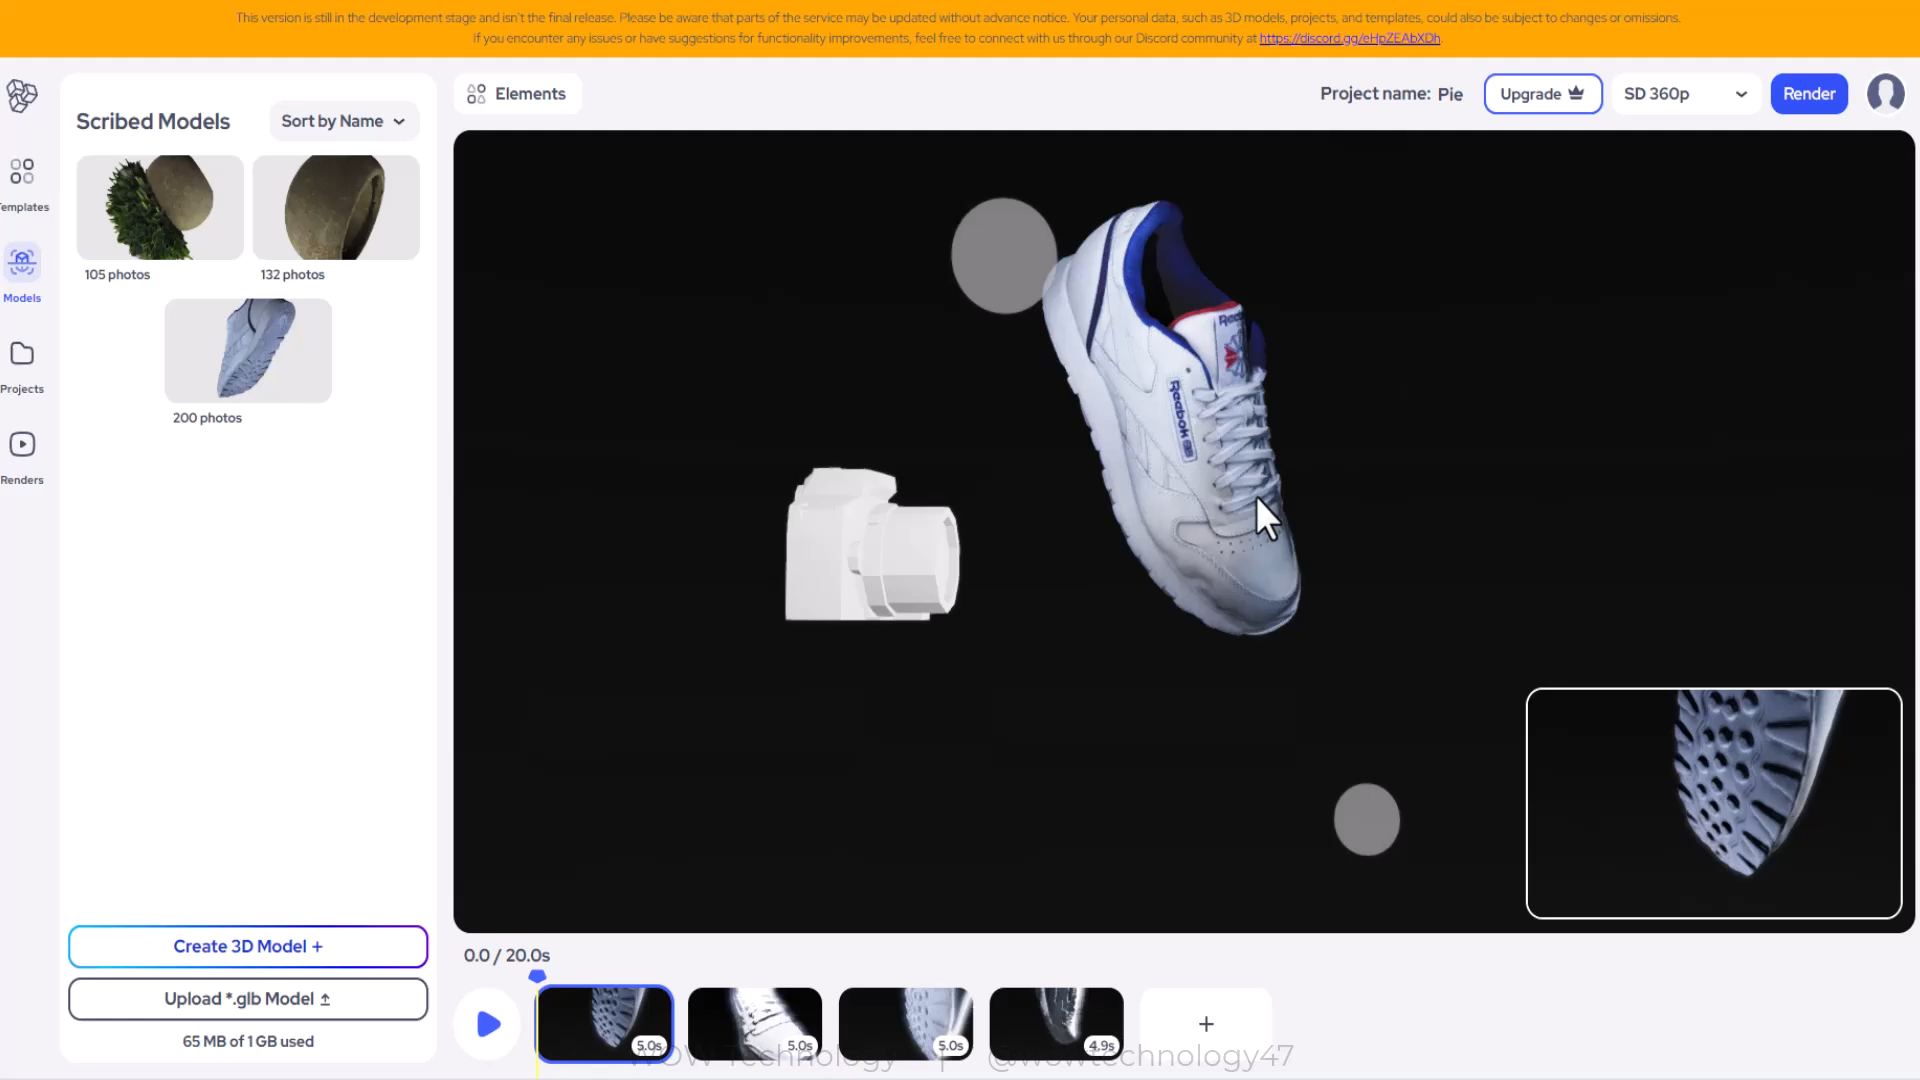 This version is still in the development stage and isn't the final release. Please be aware that parts of the service may be updated without advance notice. Your personal data, such as 3D models, projects, and templates, could also be subject to changes or omissions.
If you encounter any issues or have suggestions for functionality improvements, feel free to connect with us through our Discord community at https://discord.gg/eHpZEAbXDh.
Elements
Project name: Pie
Upgrade
SD 360p
Render
Scribed Models
Sort by Name
emplates
105 photos
132 photos
Models
Projects
200 photos
Renders
Reebok
Create 3D Model +
Upload *.glb Model
65 MB of 1 GB used
0.0 / 20.0s
5.0s
5.0s
5.0s
4.9s
+
WOW Technology | @wowtechnology47